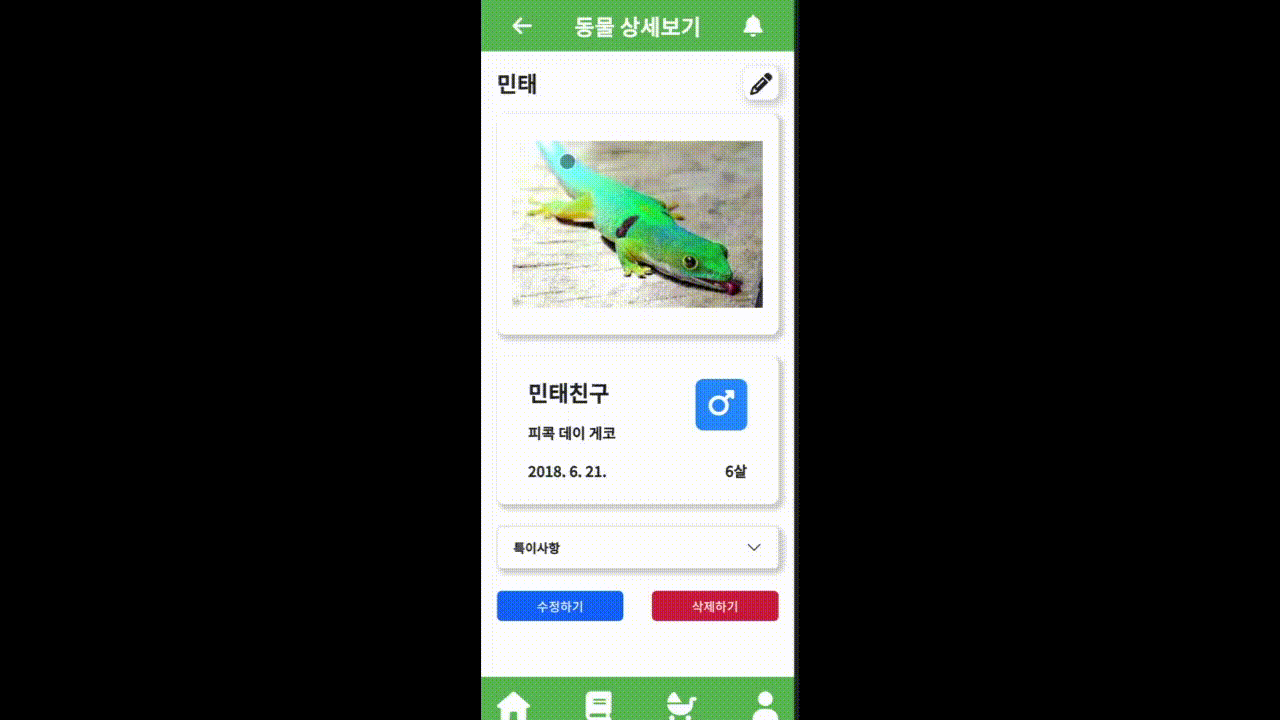 동물 상세보기
민태
민태친구
피콕 데이 게코
2018. 6. 21.
6살
특이사항
수정하기
삭제하기